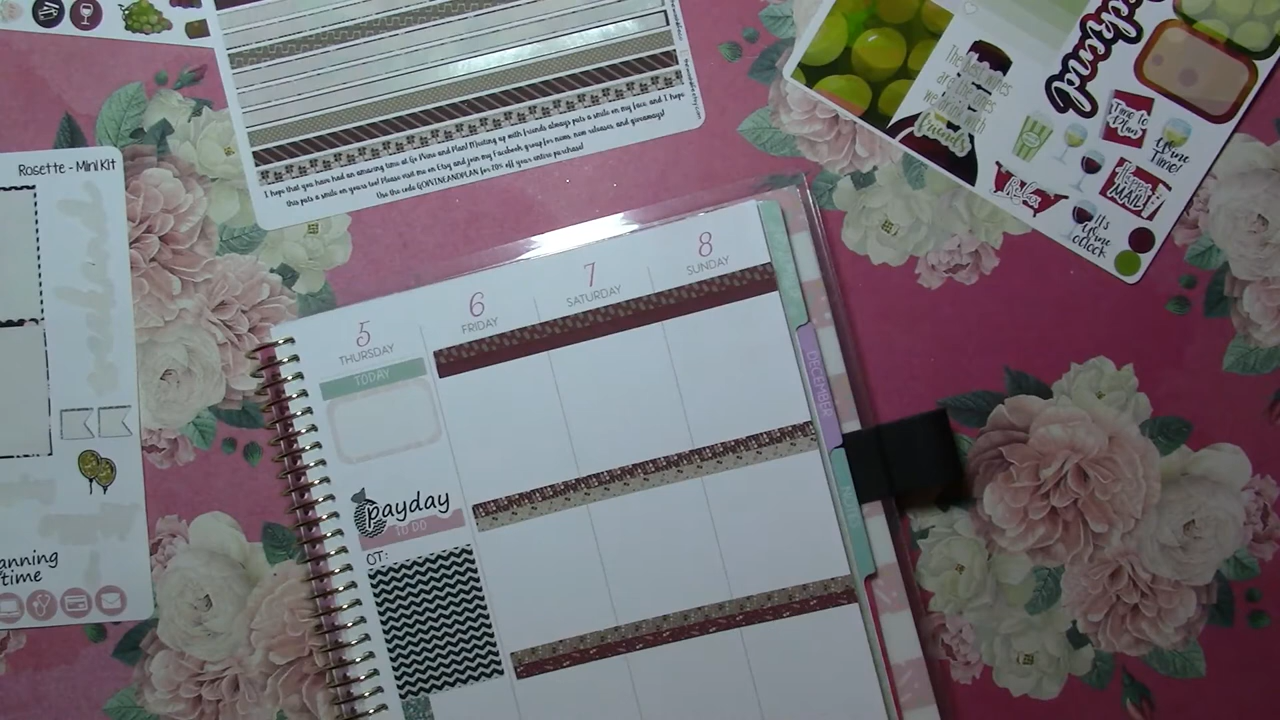 Rosette - Mini Kit
I hope that you have had an amazing time at Go Pine and Plan! Meeting up with friends always puts a smile on my face, and I hope
this puts a smile on yours too! Please visit me on Etsy and join my Facebook group for
new releases, and giveaways!
Use the code GOPINEANDPLAN for 20% off your entire purchase!
The best wines
are the ones
we drink with
friends
Time to
Plan
Wine
Time!
Happy
MAIL
Relax
It's
Wine
O'clock
5
THURSDAY
6
FRIDAY
7
SATURDAY
8
SUNDAY
TODAY
payday
TO DO
OT:
DECEMBER
anning
time